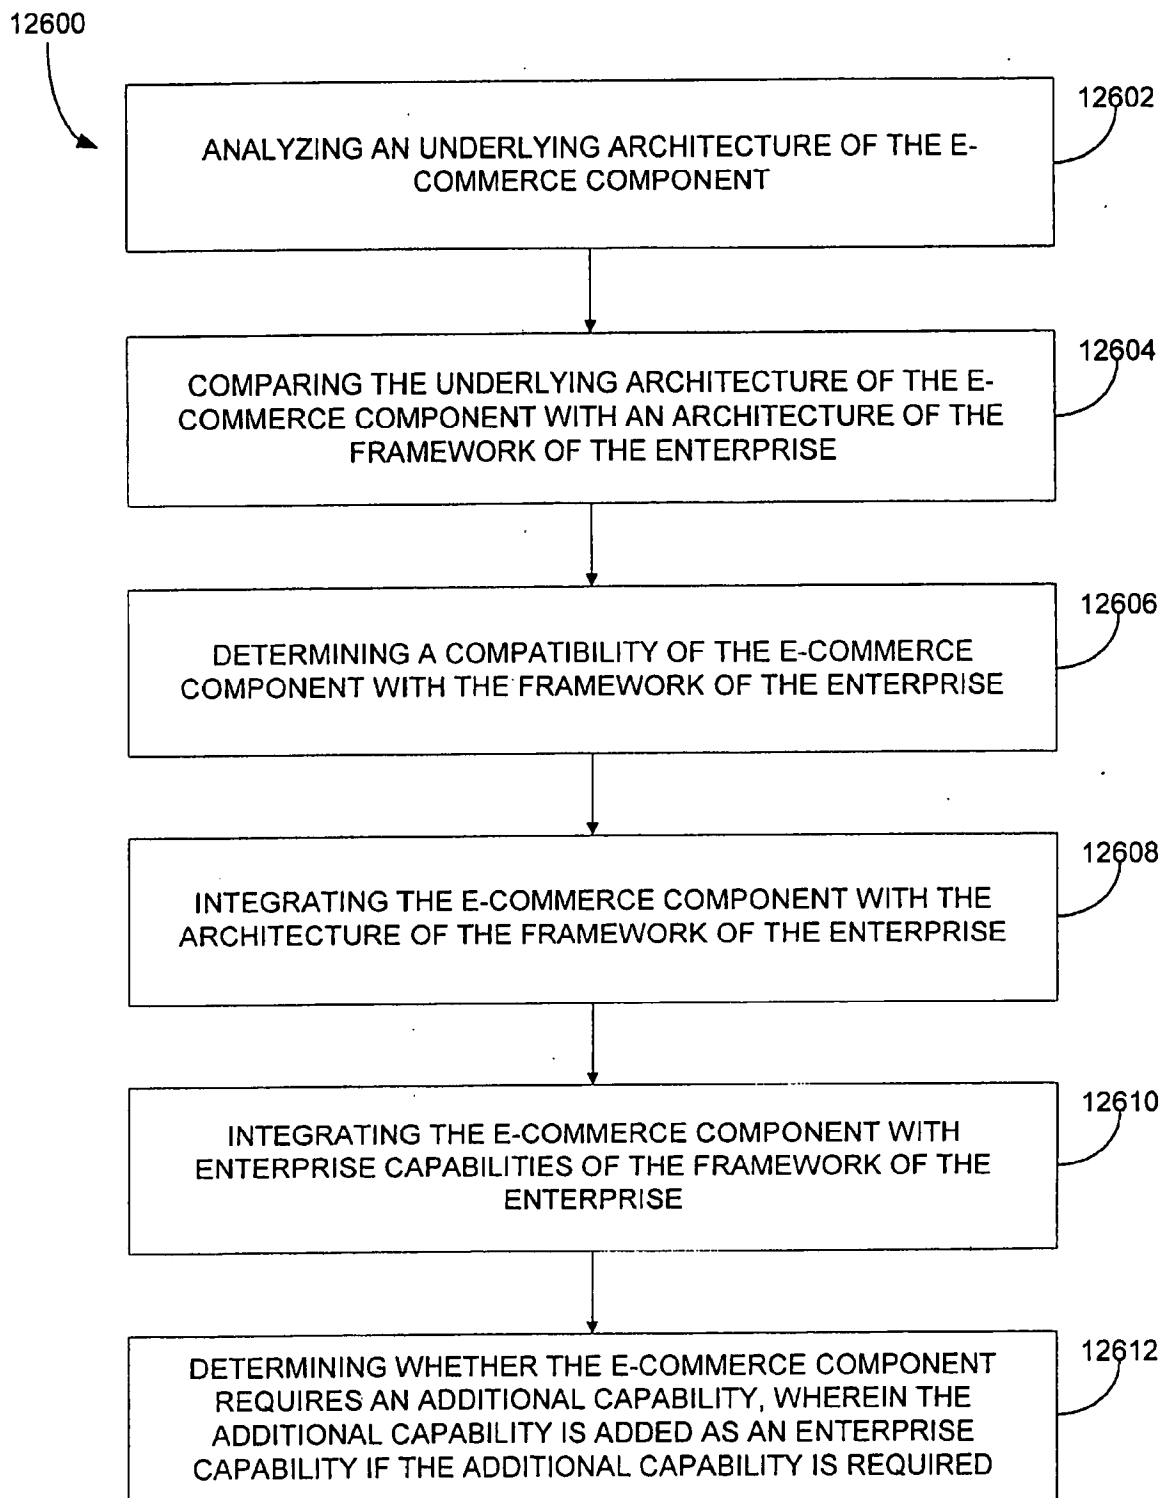 12600
12602
ANALYZING AN UNDERLYING ARCHITECTURE OF THE E-
COMMERCE COMPONENT
12604
COMPARING THE UNDERLYING ARCHITECTURE OF THE E-
COMMERCE COMPONENT WITH AN ARCHITECTURE OF THE
FRAMEWORK OF THE ENTERPRISE
12606
DETERMINING A COMPATIBILITY OF THE E-COMMERCE
COMPONENT WITH THE FRAMEWORK OF THE ENTERPRISE
12608
INTEGRATING THE E-COMMERCE COMPONENT WITH THE
ARCHITECTURE OF THE FRAMEWORK OF THE ENTERPRISE
12610
INTEGRATING THE E-COMMERCE COMPONENT WITH
ENTERPRISE CAPABILITIES OF THE FRAMEWORK OF THE
ENTERPRISE
12612
DETERMINING WHETHER THE E-COMMERCE COMPONENT
REQUIRES AN ADDITIONAL CAPABILITY, WHEREIN THE
ADDITIONAL CAPABILITY IS ADDED AS AN ENTERPRISE
CAPABILITY IF THE ADDITIONAL CAPABILITY IS REQUIRED